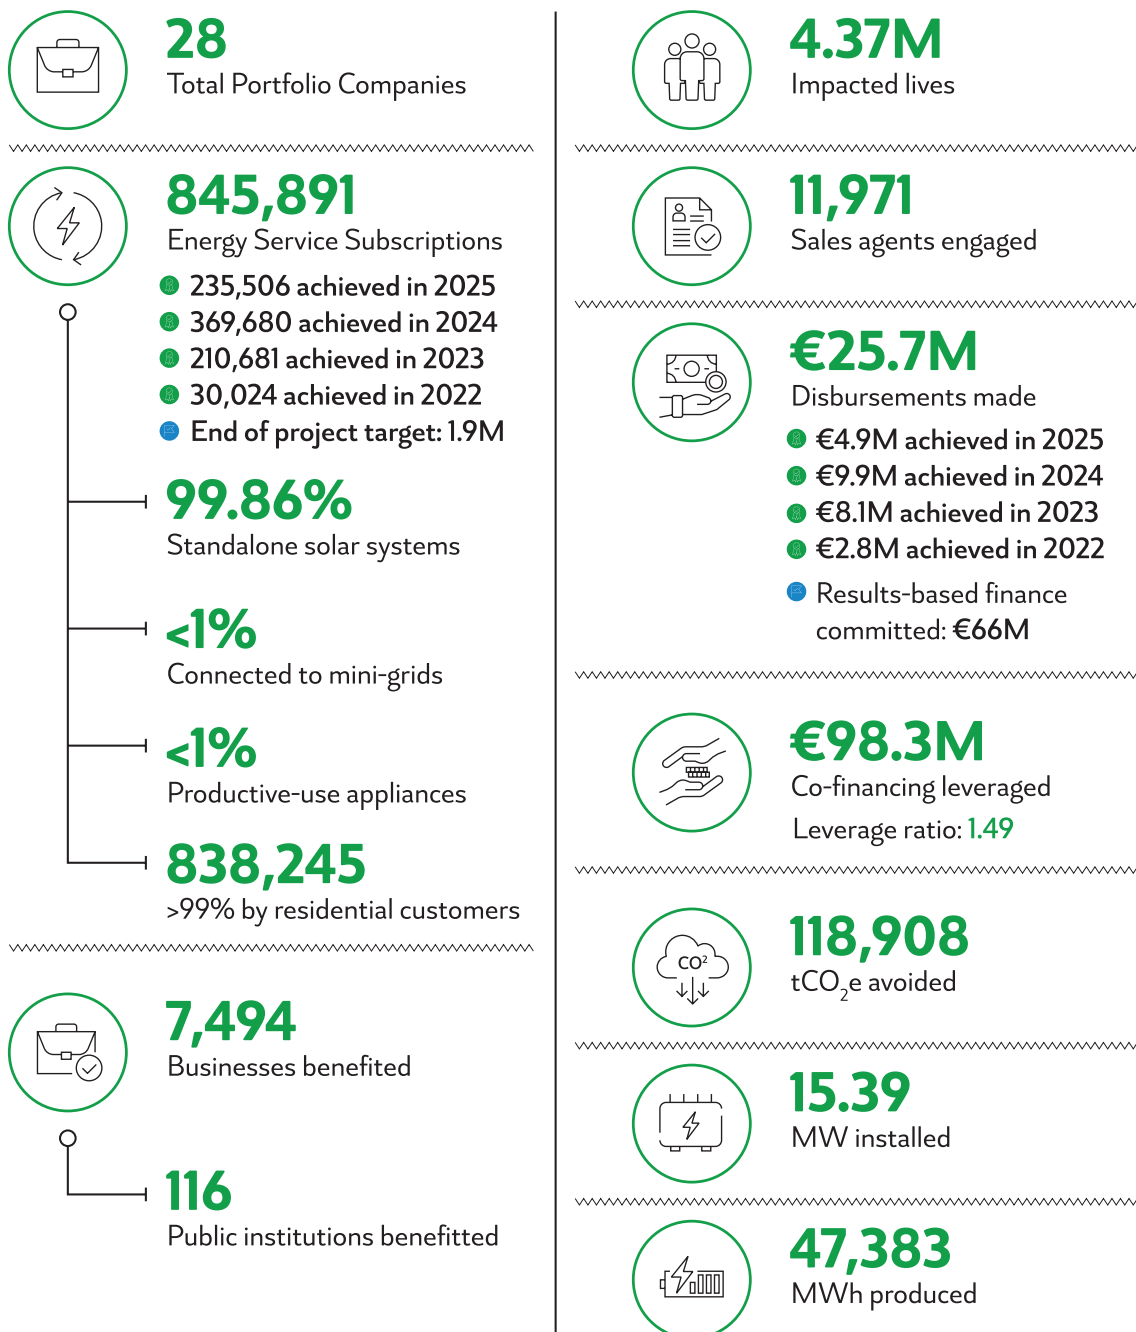 28
Total Portfolio Companies
845,891
Energy Service Subscriptions
235,506 achieved in 2025
369,680 achieved in 2024
210,681 achieved in 2023
30,024 achieved in 2022
End of project target: 1.9M
99.86%
Standalone solar systems
<1%
Connected to mini-grids
<1%
Productive-use appliances
838,245
>99% by residential customers
7,494
Businesses benefited
116
Public institutions benefitted
4.37M
Impacted lives
11,971
Sales agents engaged
€25.7M
Disbursements made
€4.9M achieved in 2025
€9.9M achieved in 2024
€8.1M achieved in 2023
€2.8M achieved in 2022
Results-based finance
committed: €66M
€98.3M
Co-financing leveraged
Leverage ratio: 1.49
CO²
118,908
tCO₂e avoided
15.39
MW installed
47,383
MWh produced